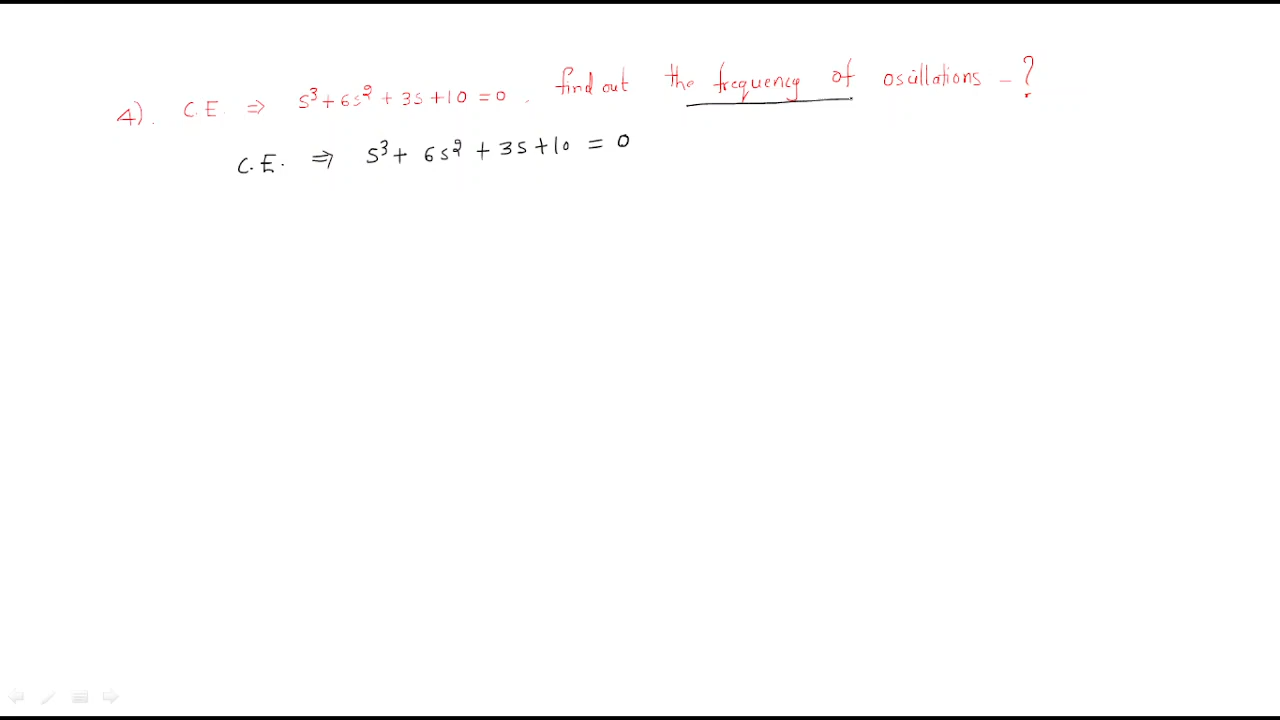 4). C.E. ⇒ s³ + 6s² + 3s + 10 = 0 . find out the frequency of oscillations - ?
C.E. ⇒ s³ + 6s² + 3s + 10 = 0